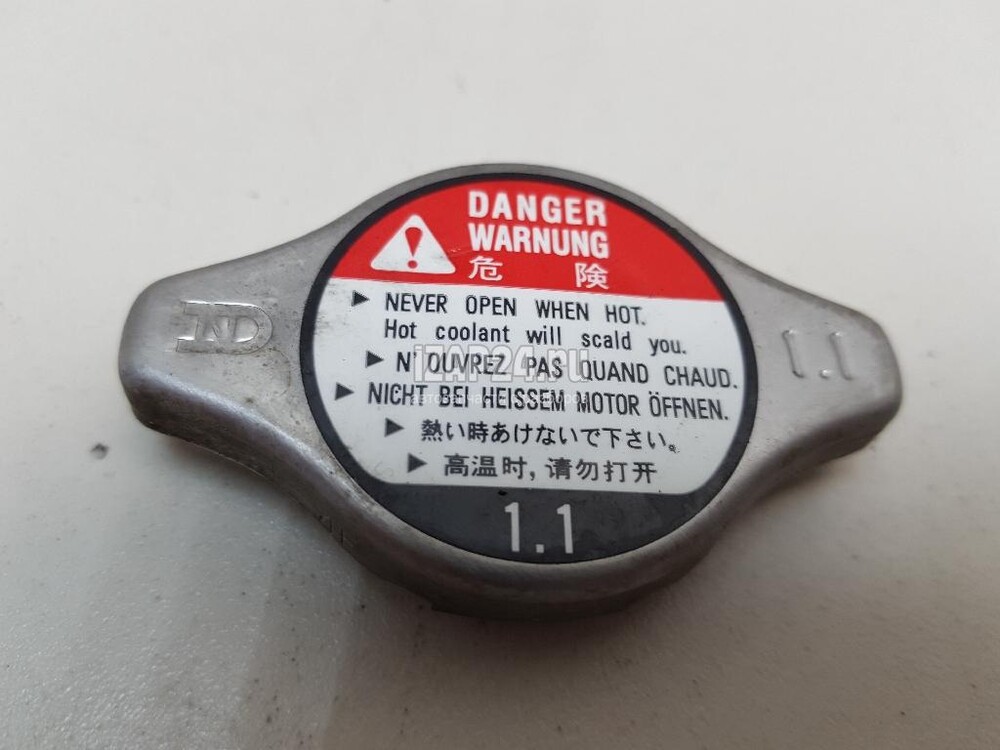 DANGER
WARNUNG
危険
NEVER OPEN WHEN HOT.
Hot coolant will scald you.
N'OUVREZ PAS QUAND CHAUD.
NICHT BEI HEISSEM MOTOR ÖFFNEN.
熱い時あけないで下さい。
高温时，请勿打开
1.1
ND
1.1
iZAP24.ru